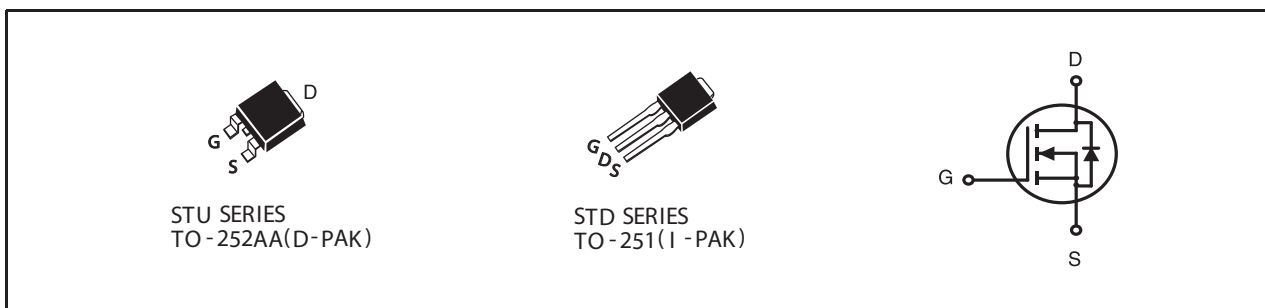 D
G
S
STU SERIES
TO-252AA(D-PAK)
G
D
S
STD SERIES
TO-251(I-PAK)
D
G
S